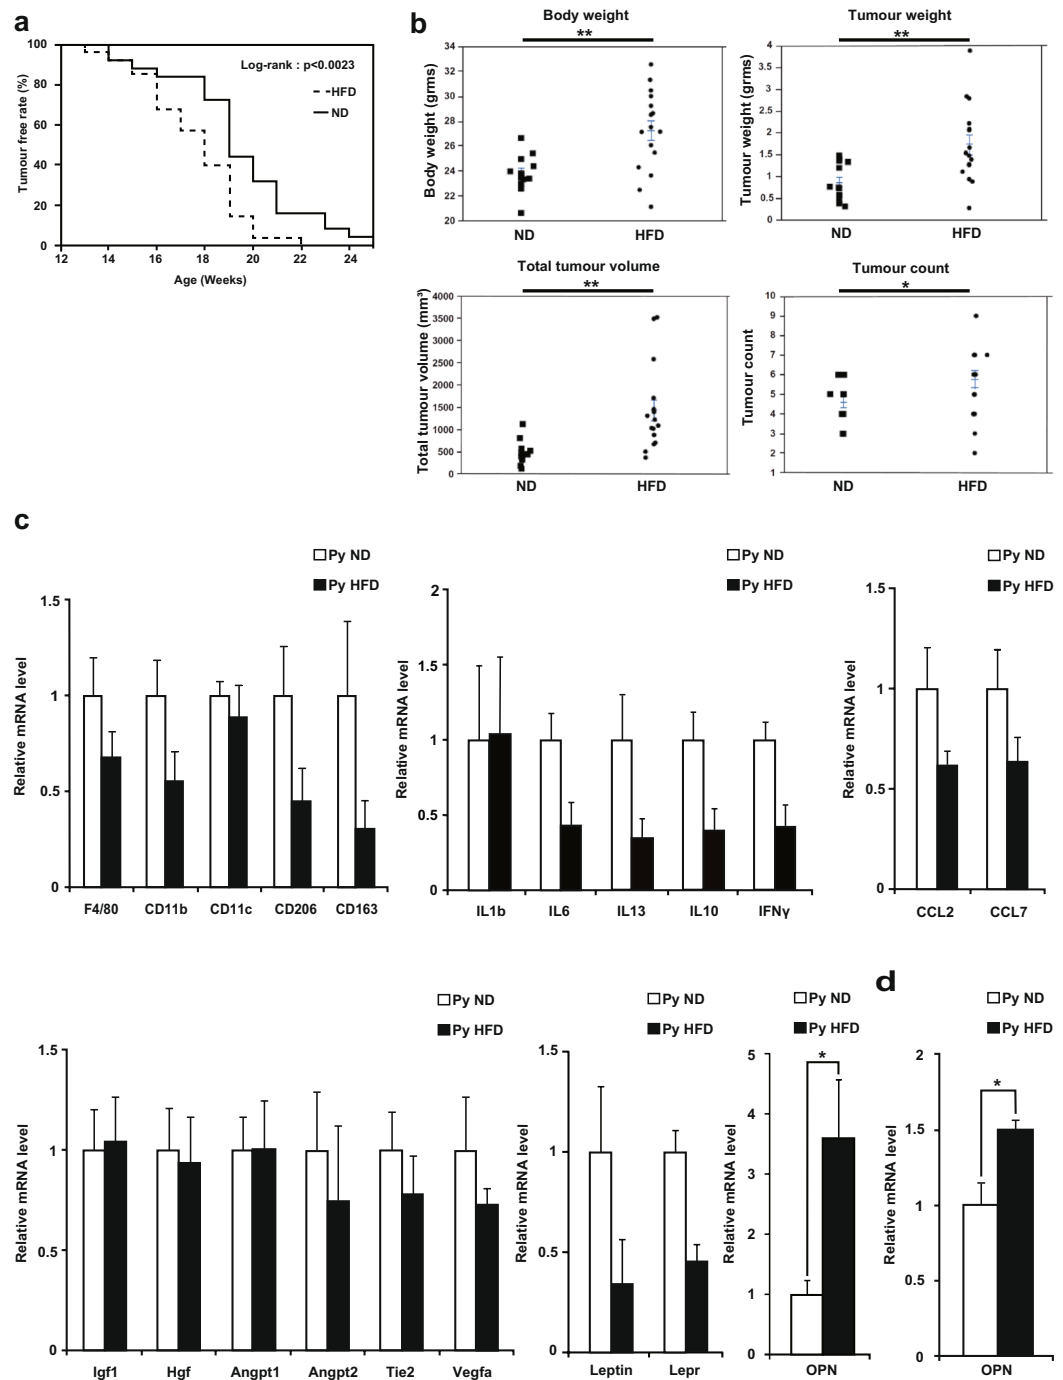 a
Log-rank : p<0.0023
HFD
ND
Tumour free rate (%)
100
80
60
40
20
0
12 14 16 18 20 22 24
Age (Weeks)
b
Body weight
**
Body weight (grms)
34
32
30
28
26
24
22
20
ND HFD
Tumour weight
**
Tumour weight (grms)
4
3.5
3
2.5
2
1.5
1
0.5
0
ND HFD
Total tumour volume
**
Total tumour volume (mm³)
4000
3500
3000
2500
2000
1500
1000
500
0
ND HFD
Tumour count
*
Tumour count
10
9
8
7
6
5
4
3
2
1
ND HFD
c
Py ND
Py HFD
Relative mRNA level
1.5
1
0.5
0
F4/80 CD11b CD11c CD206 CD163
Py ND
Py HFD
Relative mRNA level
2
1.5
1
0.5
0
IL1b IL6 IL13 IL10 IFNγ
Py ND
Py HFD
Relative mRNA level
1.5
1
0.5
0
CCL2 CCL7
Py ND
Py HFD
Relative mRNA level
1.5
1
0.5
0
Igf1 Hgf Angpt1 Angpt2 Tie2 Vegfa
Py ND
Py HFD
Relative mRNA level
1.5
1
0.5
0
Leptin Lepr
Py ND
Py HFD
*
Relative mRNA level
5
4
3
2
1
0
OPN
d
Py ND
Py HFD
*
Relative mRNA level
2
1.5
1
0.5
0
OPN